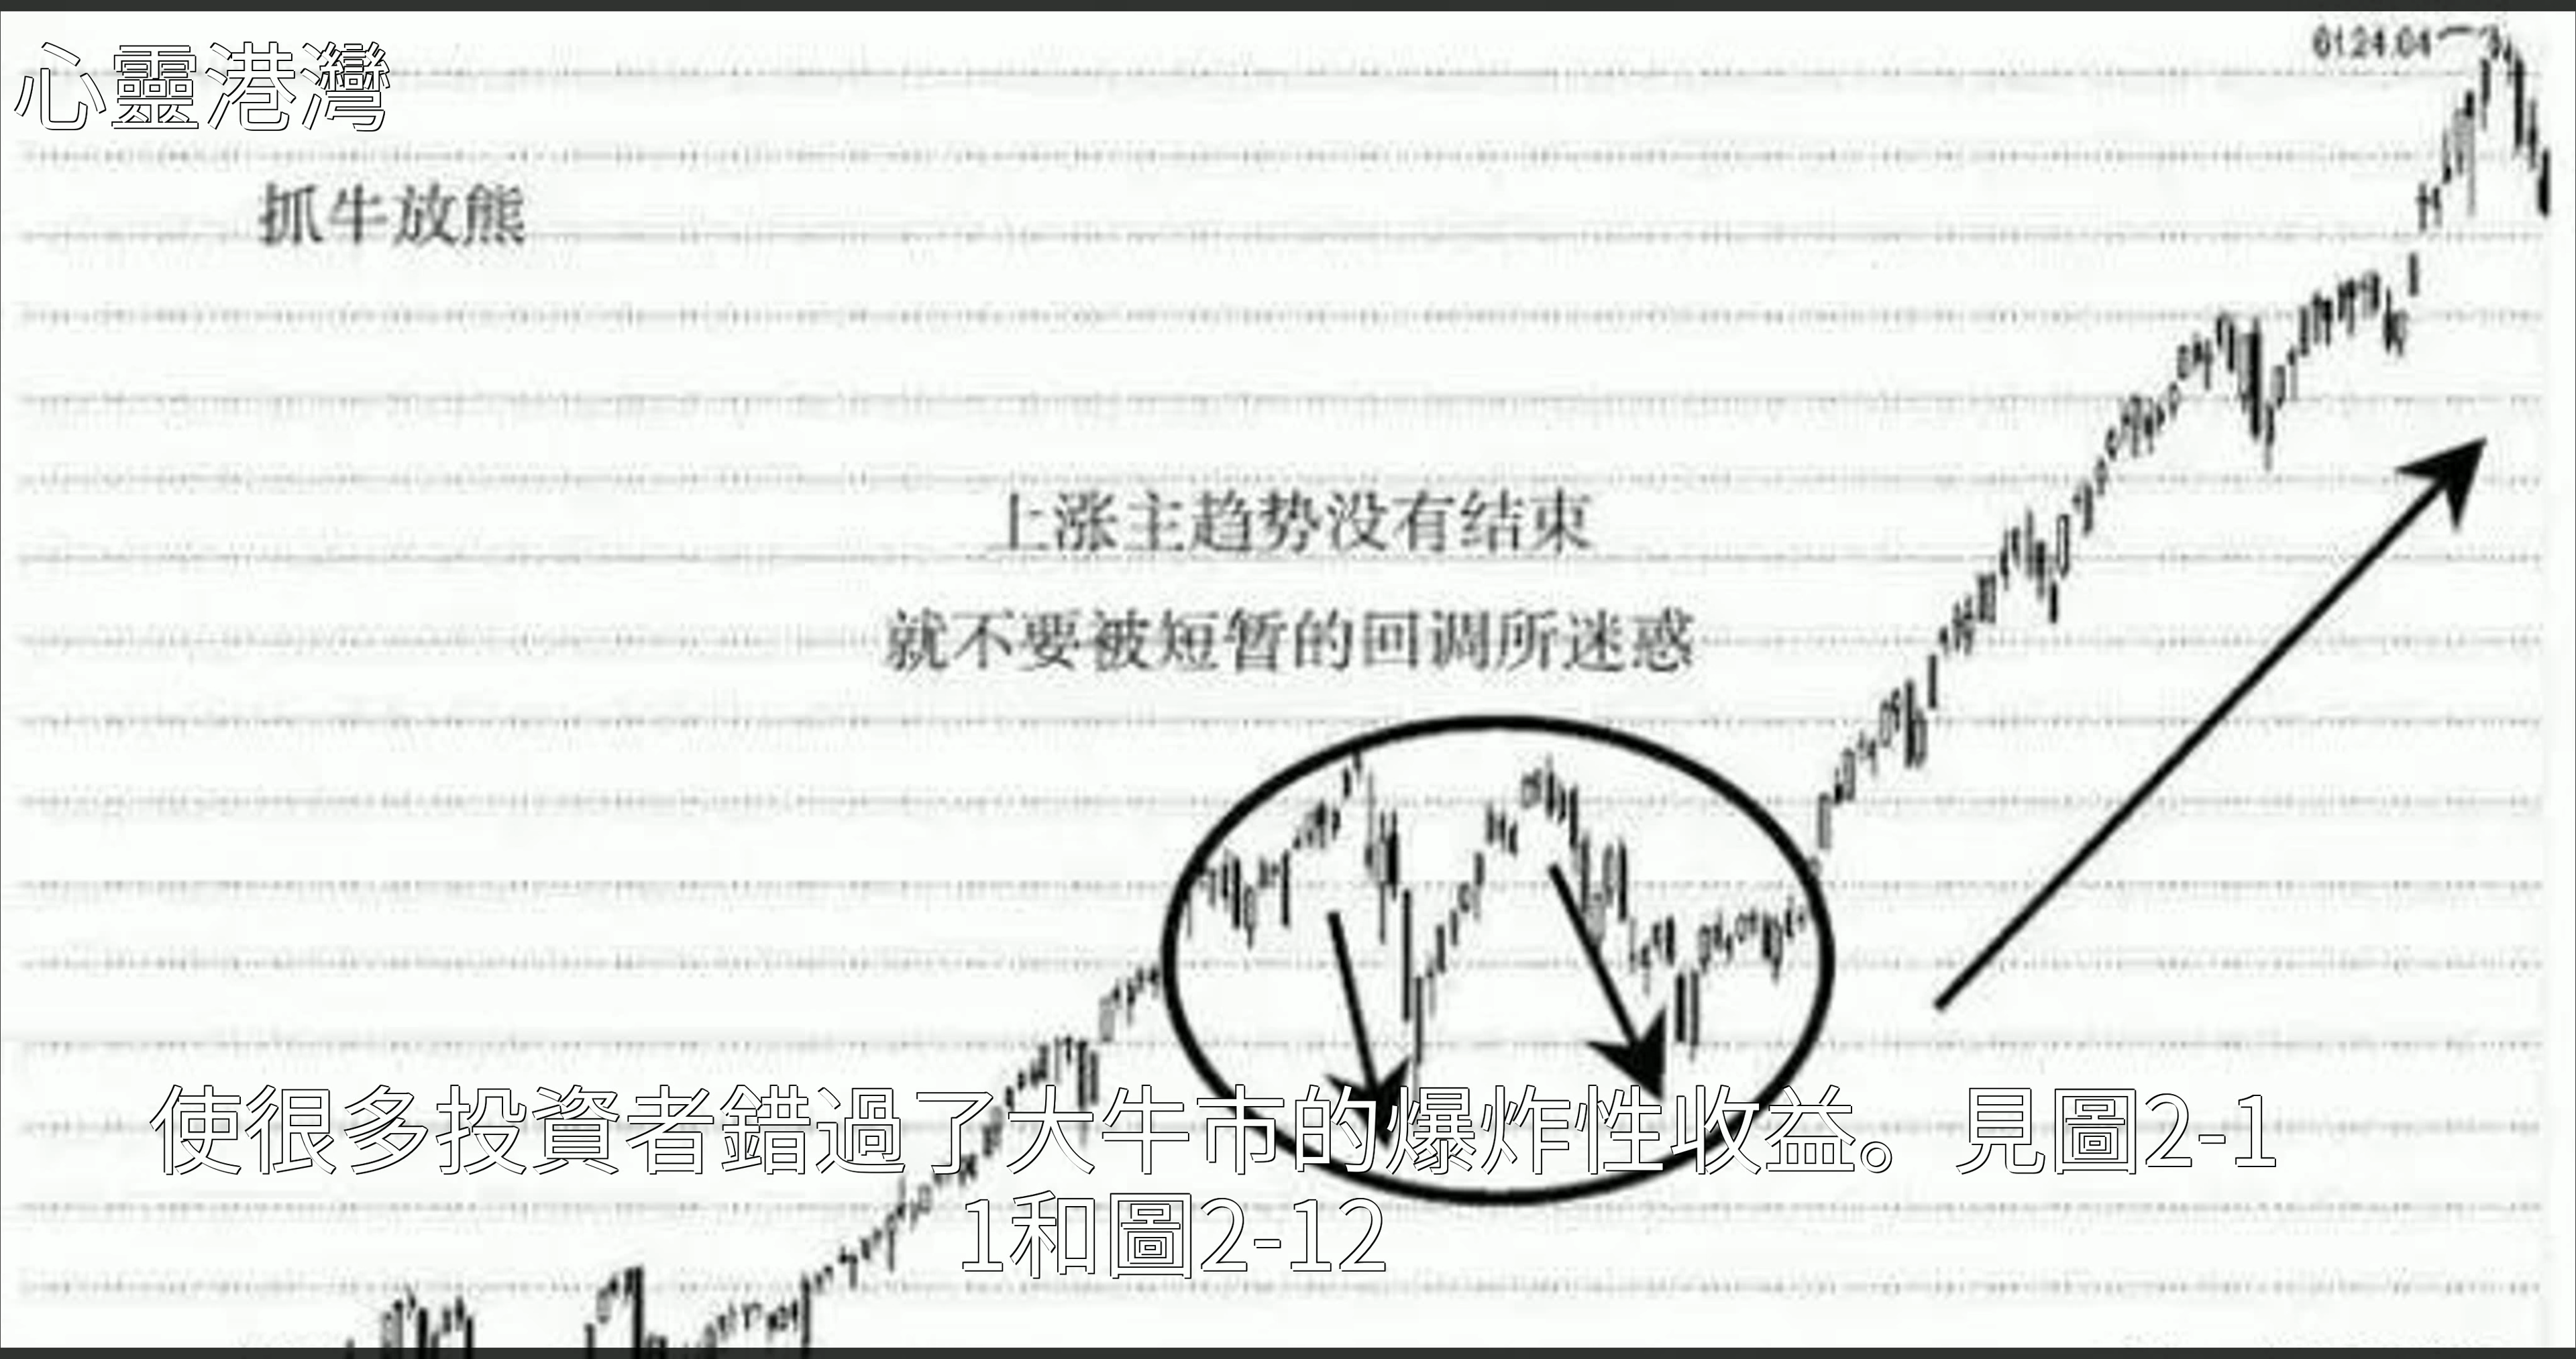 心靈港灣
6124.04
抓牛放熊
上涨主趋势没有结束
就不要被短暂的回调所迷惑
使很多投資者錯過了大牛市的爆炸性收益。見圖2-1
1和圖2-12